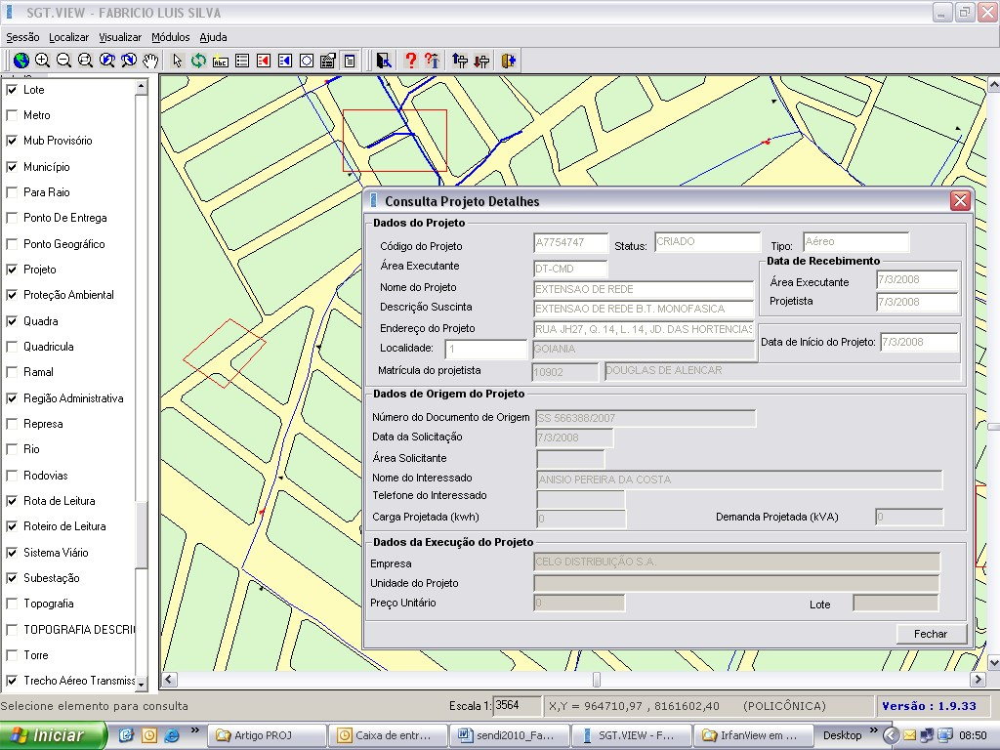 SGT.VIEW - FABRICIO LUIS SILVA
Sessão Localizar Visualizar Módulos Ajuda
Lote
Metro
Mub Provisório
Município
Para Raio
Ponto De Entrega
Ponto Geográfico
Projeto
Proteção Ambiental
Quadra
Quadricula
Ramal
Região Administrativa
Represa
Rio
Rodovias
Rota de Leitura
Roteiro de Leitura
Sistema Viário
Subestação
Topografia
TOPOGRAFIA DESCRI
Torre
Trecho Aéreo Transmiss
Consulta Projeto Detalhes
Dados do Projeto
Código do Projeto A7754747 Status: CRIADO Tipo: Aéreo
Área Executante DT-CMD
Nome do Projeto EXTENSAO DE REDE
Descrição Suscinta EXTENSAO DE REDE B.T. MONOFASICA
Endereço do Projeto RUA JH27, Q. 14, L. 14, JD. DAS HORTENCIAS
Localidade: 1 GOIANIA
Matrícula do projetista 10902 DOUGLAS DE ALENCAR
Data de Recebimento
Área Executante 7/3/2008
Projetista 7/3/2008
Data de Início do Projeto: 7/3/2008
Dados de Origem do Projeto
Número do Documento de Origem SS 566388/2007
Data da Solicitação 7/3/2008
Área Solicitante
Nome do Interessado ANISIO PEREIRA DA COSTA
Telefone do Interessado
Carga Projetada (kwh) 0 Demanda Projetada (kVA) 0
Dados da Execução do Projeto
Empresa CELG DISTRIBUIÇÃO S.A.
Unidade do Projeto
Preço Unitário 0 Lote
Fechar
Selecione elemento para consulta Escala 1: 3564 X,Y = 964710,97 , 8161602,40 (POLICÔNICA) Versão : 1.9.33
Iniciar » Artigo PROJ Caixa de entr... sendi2010_Fa... SGT.VIEW - F... IrfanView em ... Desktop » 08:50